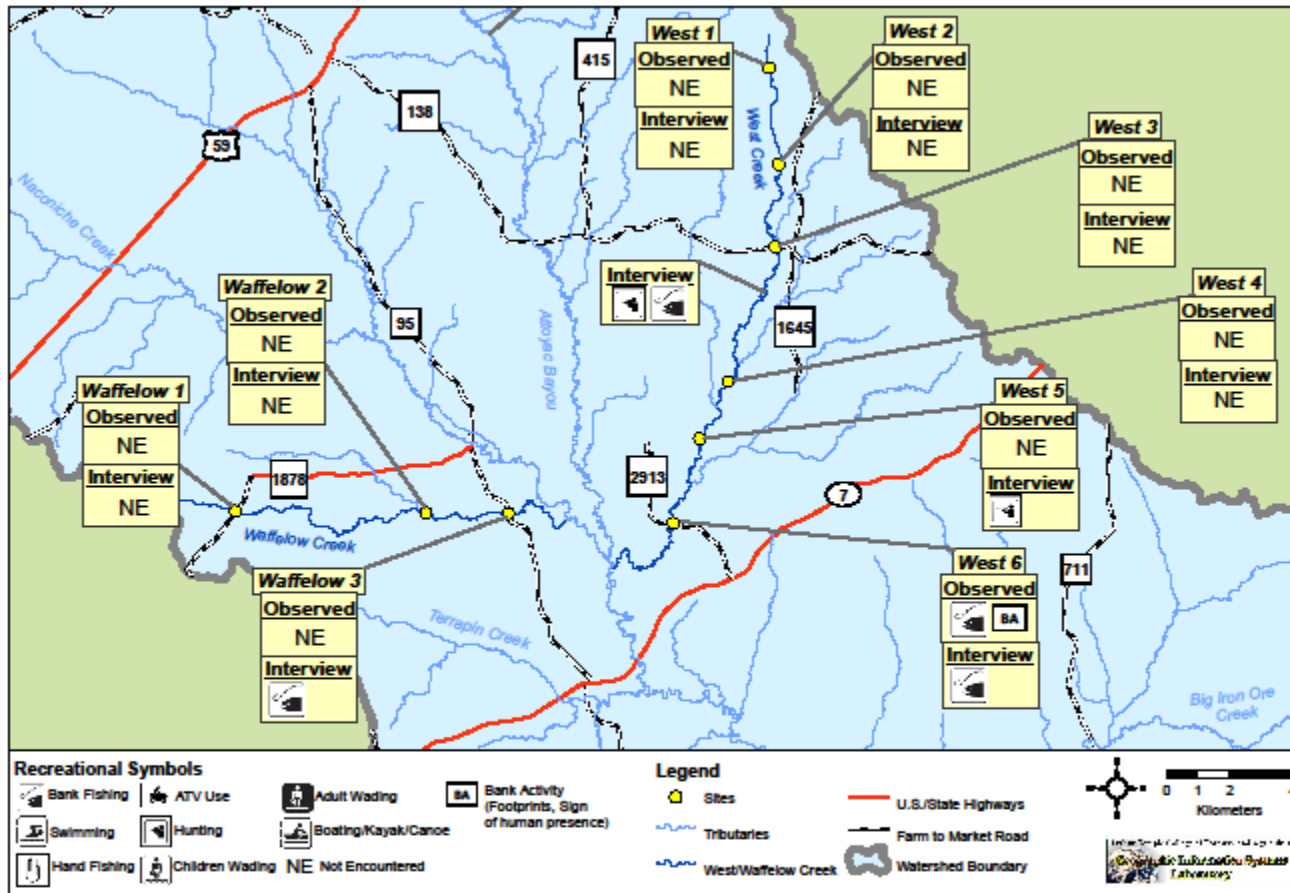 West 1
Observed
NE
Interview
NE
West 2
Observed
NE
Interview
NE
West 3
Observed
NE
Interview
NE
West 4
Observed
NE
Interview
NE
West 5
Observed
NE
Interview
West 6
Observed
BA
Interview
Interview
Waffelow 1
Observed
NE
Interview
NE
Waffelow 2
Observed
NE
Interview
NE
Waffelow 3
Observed
NE
Interview
415
138
59
95
1645
1878
2913
7
711
West Creek
Naconiche Creek
Attoyac Bayou
Waffelow Creek
Terrapin Creek
Big Iron Ore
Creek
Recreational Symbols
Bank Fishing
ATV Use
Adult Wading
BA
Bank Activity
(Footprints, Sign
of human presence)
Swimming
Hunting
Boating/Kayak/Canoe
Hand Fishing
Children Wading
NE Not Encountered
Legend
Sites
U.S./State Highways
Tributaries
Farm to Market Road
West/Waffelow Creek
Watershed Boundary
0 1 2 4
Kilometers
Geographic Information Systems
Laboratory